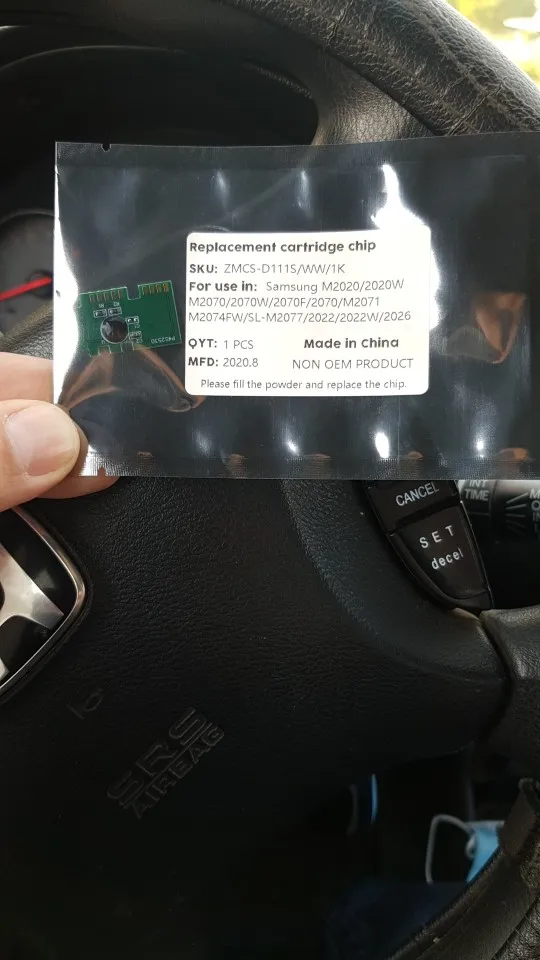 Replacement cartridge chip
SKU: ZMCS-D111S/WW/1K
For use in: Samsung M2020/2020W
M2070/2070W/2070F/2070/M2071
M2074FW/SL-M2077/2022/2022W/2026
QYT: 1 PCS Made in China
MFD: 2020.8 NON OEM PRODUCT
Please fill the powder and replace the chip.
CANCEL
INT
TIME
SET
decel
SRS
AIRBAG